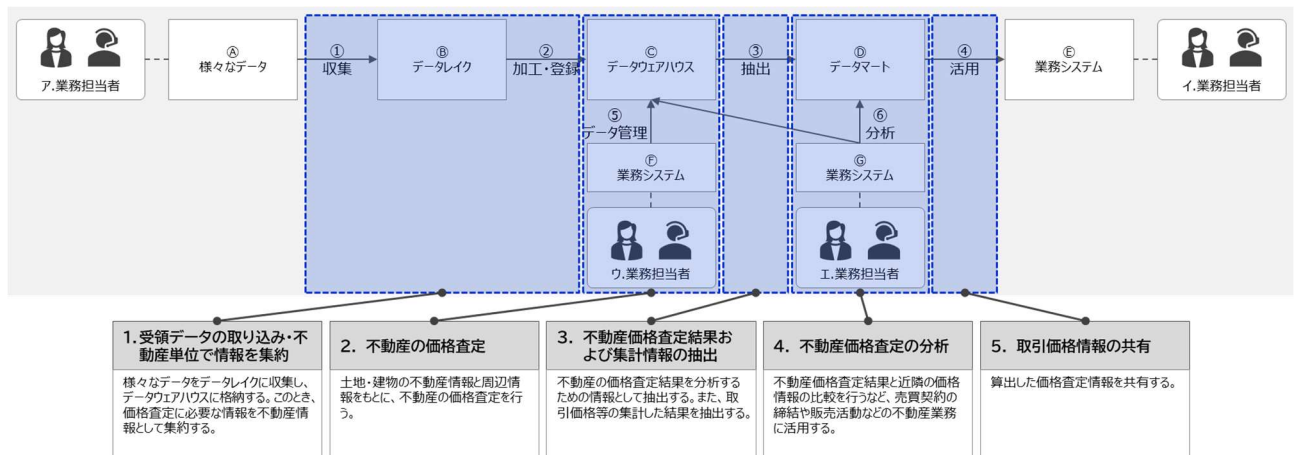 Ⓐ
様々なデータ
①
収集
Ⓑ
データレイク
②
加工・登録
Ⓒ
データウェアハウス
③
抽出
Ⓓ
データマート
④
活用
Ⓔ
業務システム
ア.業務担当者
イ.業務担当者
⑤
データ管理
⑥
分析
Ⓕ
業務システム
Ⓖ
業務システム
ウ.業務担当者
エ.業務担当者
1.受領データの取り込み・不
動産単位で情報を集約
様々なデータをデータレイクに収集し、
データウェアハウスに格納する。このとき、
価格査定に必要な情報を不動産情
報として集約する。
2. 不動産の価格査定
土地・建物の不動産情報と周辺情
報をもとに、不動産の価格査定を行
う。
3. 不動産価格査定結果お
よび集計情報の抽出
不動産の価格査定結果を分析する
ための情報として抽出する。また、取
引価格等の集計した結果を抽出する。
4. 不動産価格査定の分析
不動産価格査定結果と近隣の価格
情報の比較を行うなど、売買契約の
締結や販売活動などの不動産業務
に活用する。
5. 取引価格情報の共有
算出した価格査定情報を共有する。